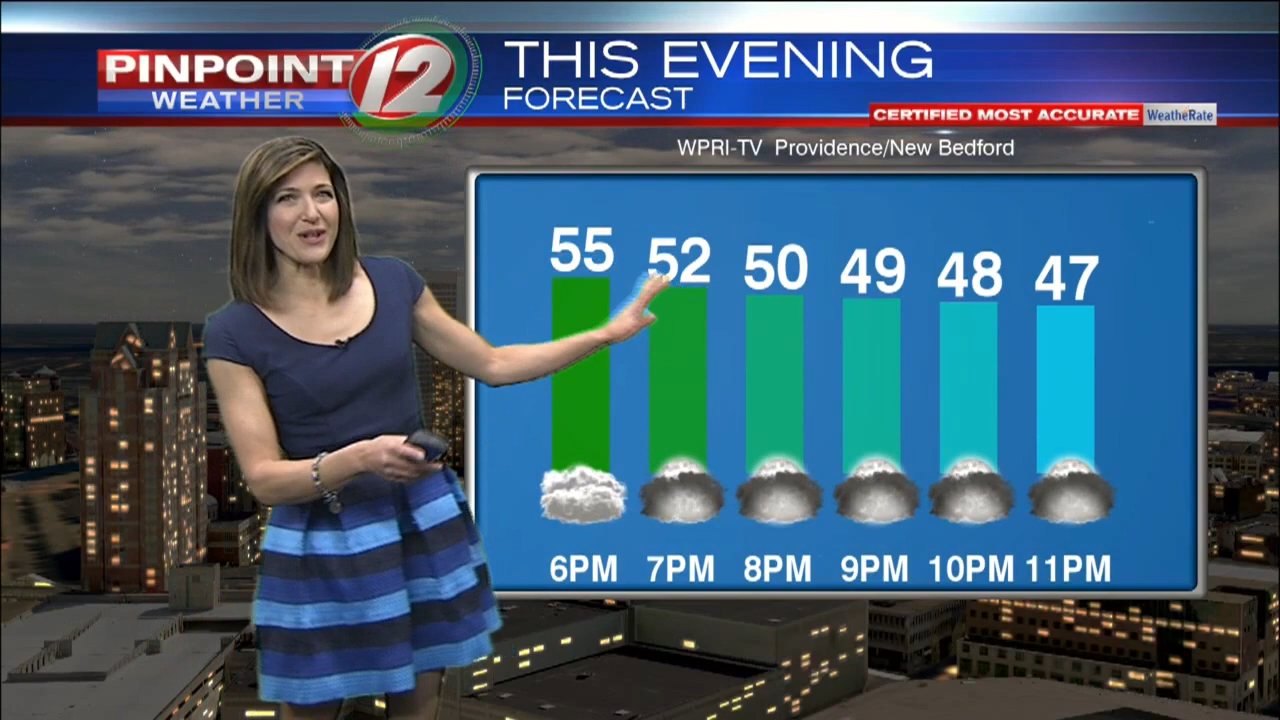 PINPOINT 12
WEATHER
THIS EVENING
FORECAST
CERTIFIED MOST ACCURATE WeatheRate
WPRI-TV Providence/New Bedford
55 52 50 49 48 47
6PM 7PM 8PM 9PM 10PM 11PM